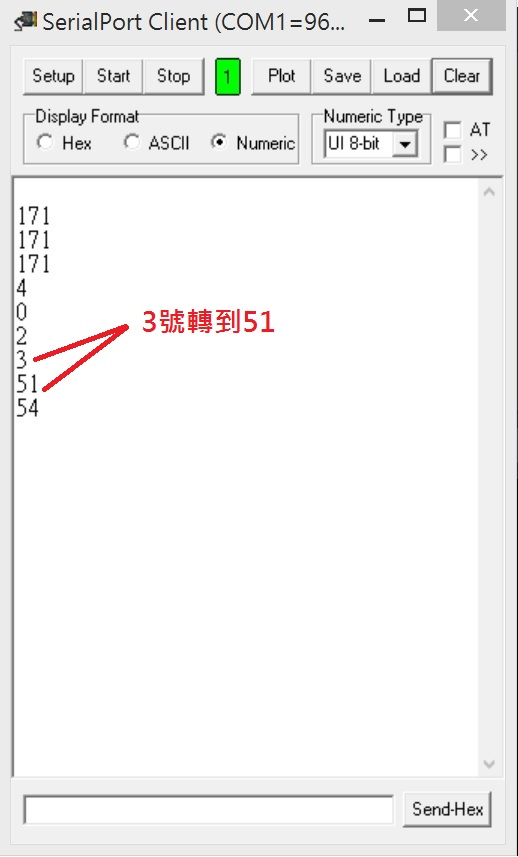 SerialPort Client (COM1=96...
Setup Start Stop 1 Plot Save Load Clear
Display Format
Hex ASCII Numeric
Numeric Type
UI 8-bit
AT
>>
171
171
171
4
0
2
3
51
54
3號轉到51
Send-Hex